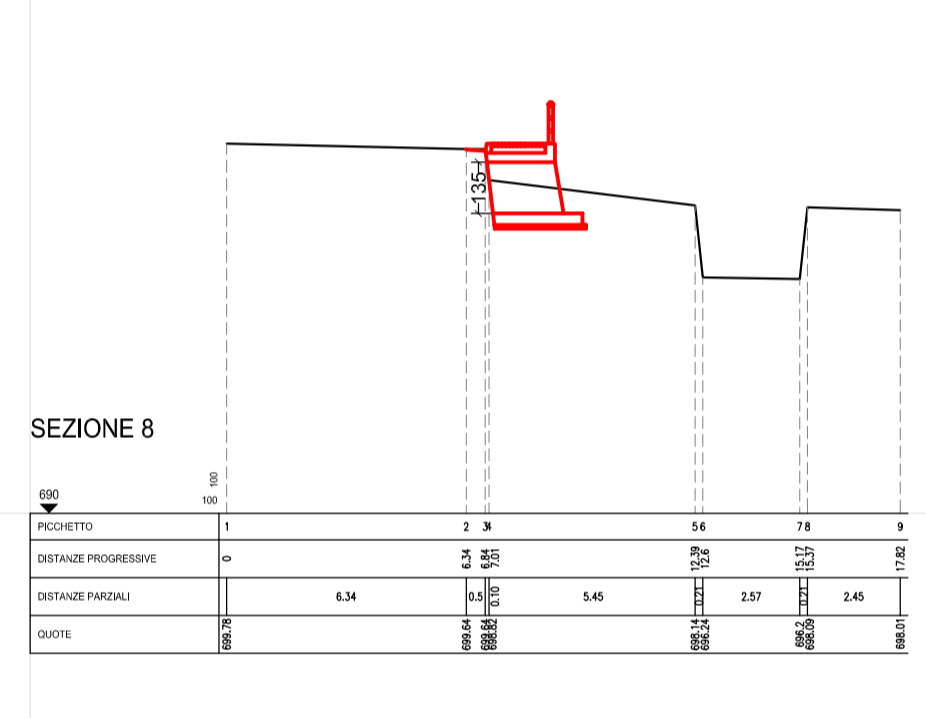 135
SEZIONE 8
100
100
690
PICCHETTO 1 2 3 4 5 6 7 8 9
DISTANZE PROGRESSIVE 0 6.34 6.84 7.01 12.39 12.6 15.17 15.37 17.82
DISTANZE PARZIALI 6.34 0.5 0.10 5.45 0.21 2.57 0.21 2.45
QUOTE 699.78 699.64 699.64 698.82 698.14 696.24 696.2 698.09 698.01